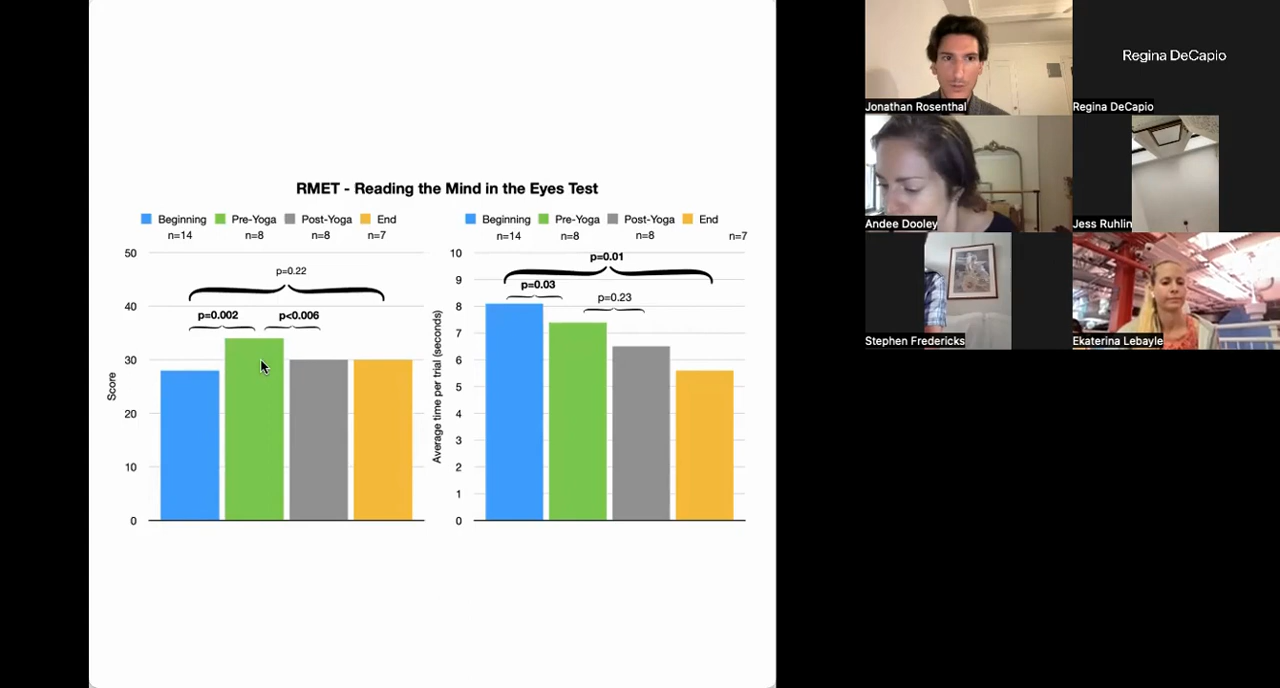 RMET - Reading the Mind in the Eyes Test
Beginning Pre-Yoga Post-Yoga End
n=14 n=8 n=8 n=7
50
40
30
20
10
0
Score
p=0.22
p=0.002 p<0.006
Beginning Pre-Yoga Post-Yoga End
n=14 n=8 n=8 n=7
10
9
8
7
6
5
4
3
2
1
0
Average time per trial (seconds)
p=0.01
p=0.03
p=0.23
Jonathan Rosenthal
Regina DeCapio
Regina DeCapio
Andee Dooley
Jess Ruhlin
Stephen Fredericks
Ekaterina Lebayle